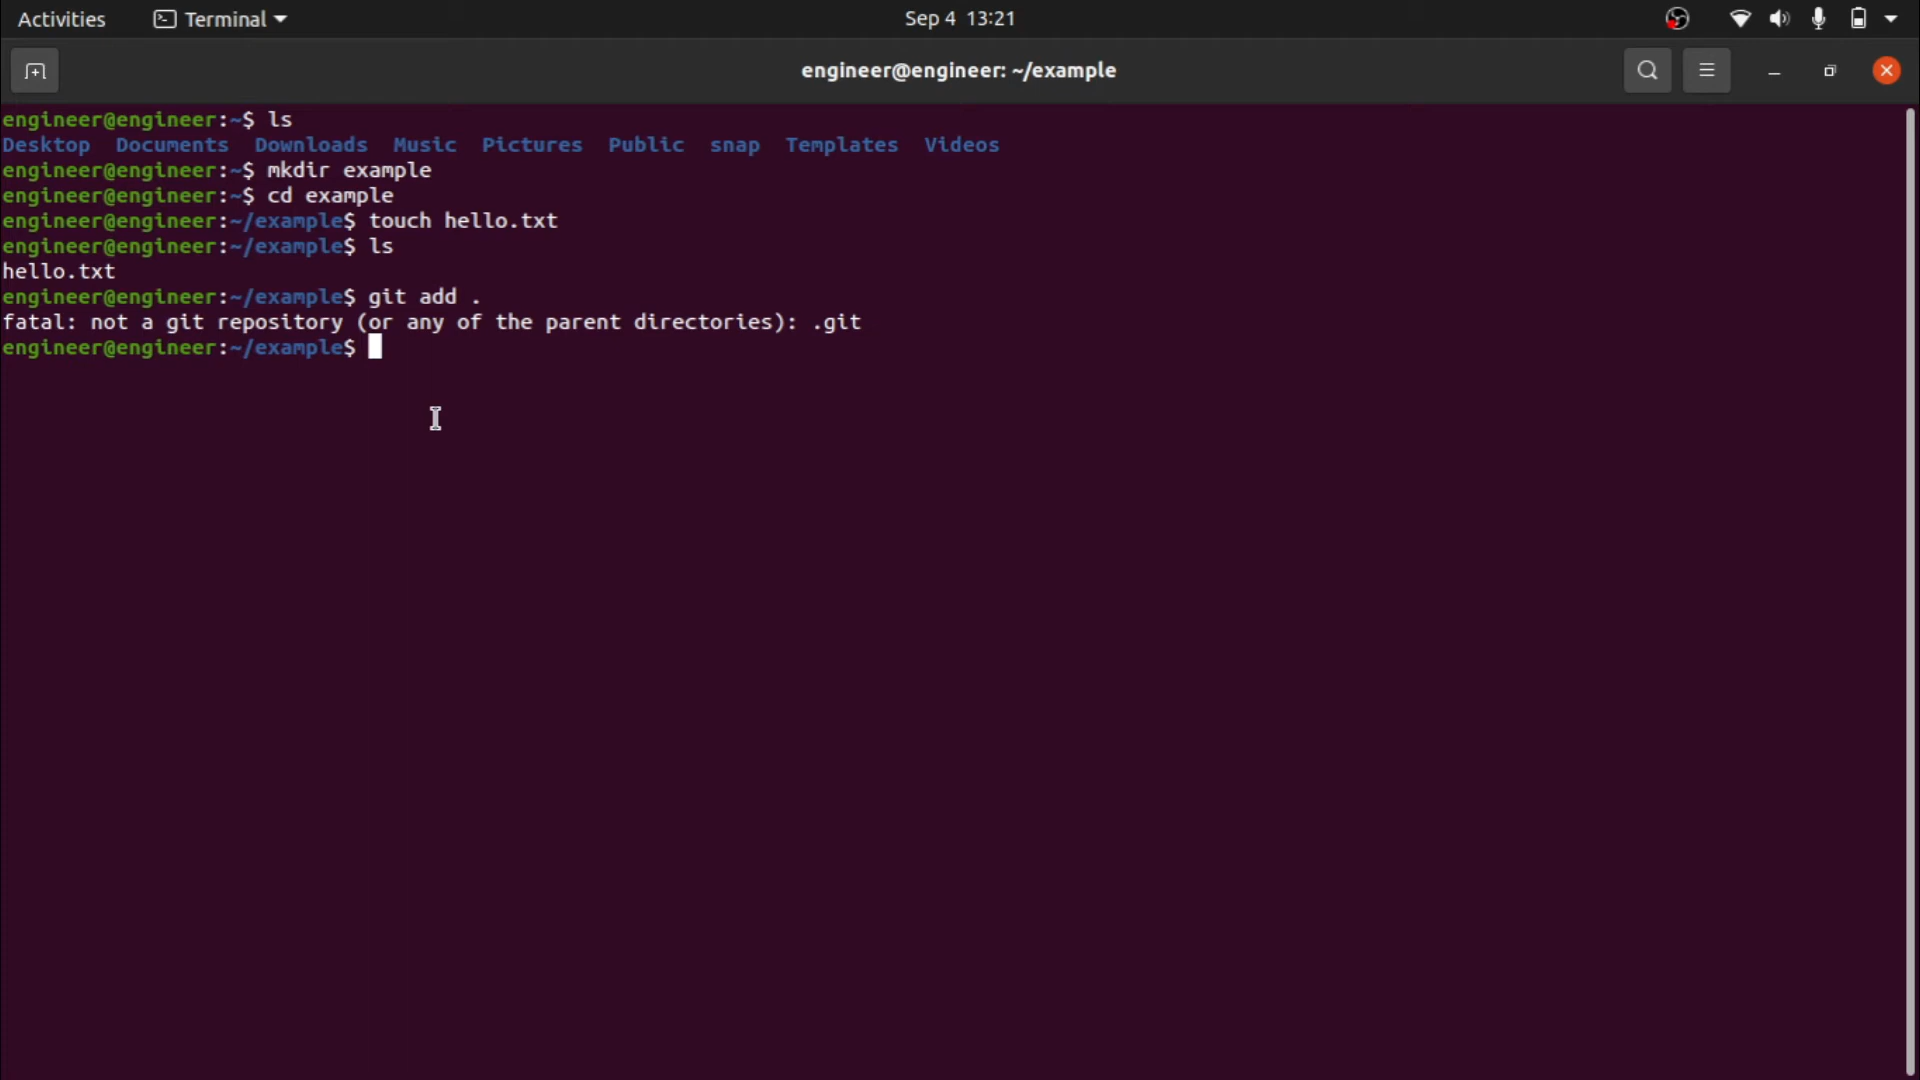 Activities Terminal Sep 4 13:21
engineer@engineer: ~/example
engineer@engineer:~$ ls
Desktop Documents Downloads Music Pictures Public snap Templates Videos
engineer@engineer:~$ mkdir example
engineer@engineer:~$ cd example
engineer@engineer:~/example$ touch hello.txt
engineer@engineer:~/example$ ls
hello.txt
engineer@engineer:~/example$ git add .
fatal: not a git repository (or any of the parent directories): .git
engineer@engineer:~/example$